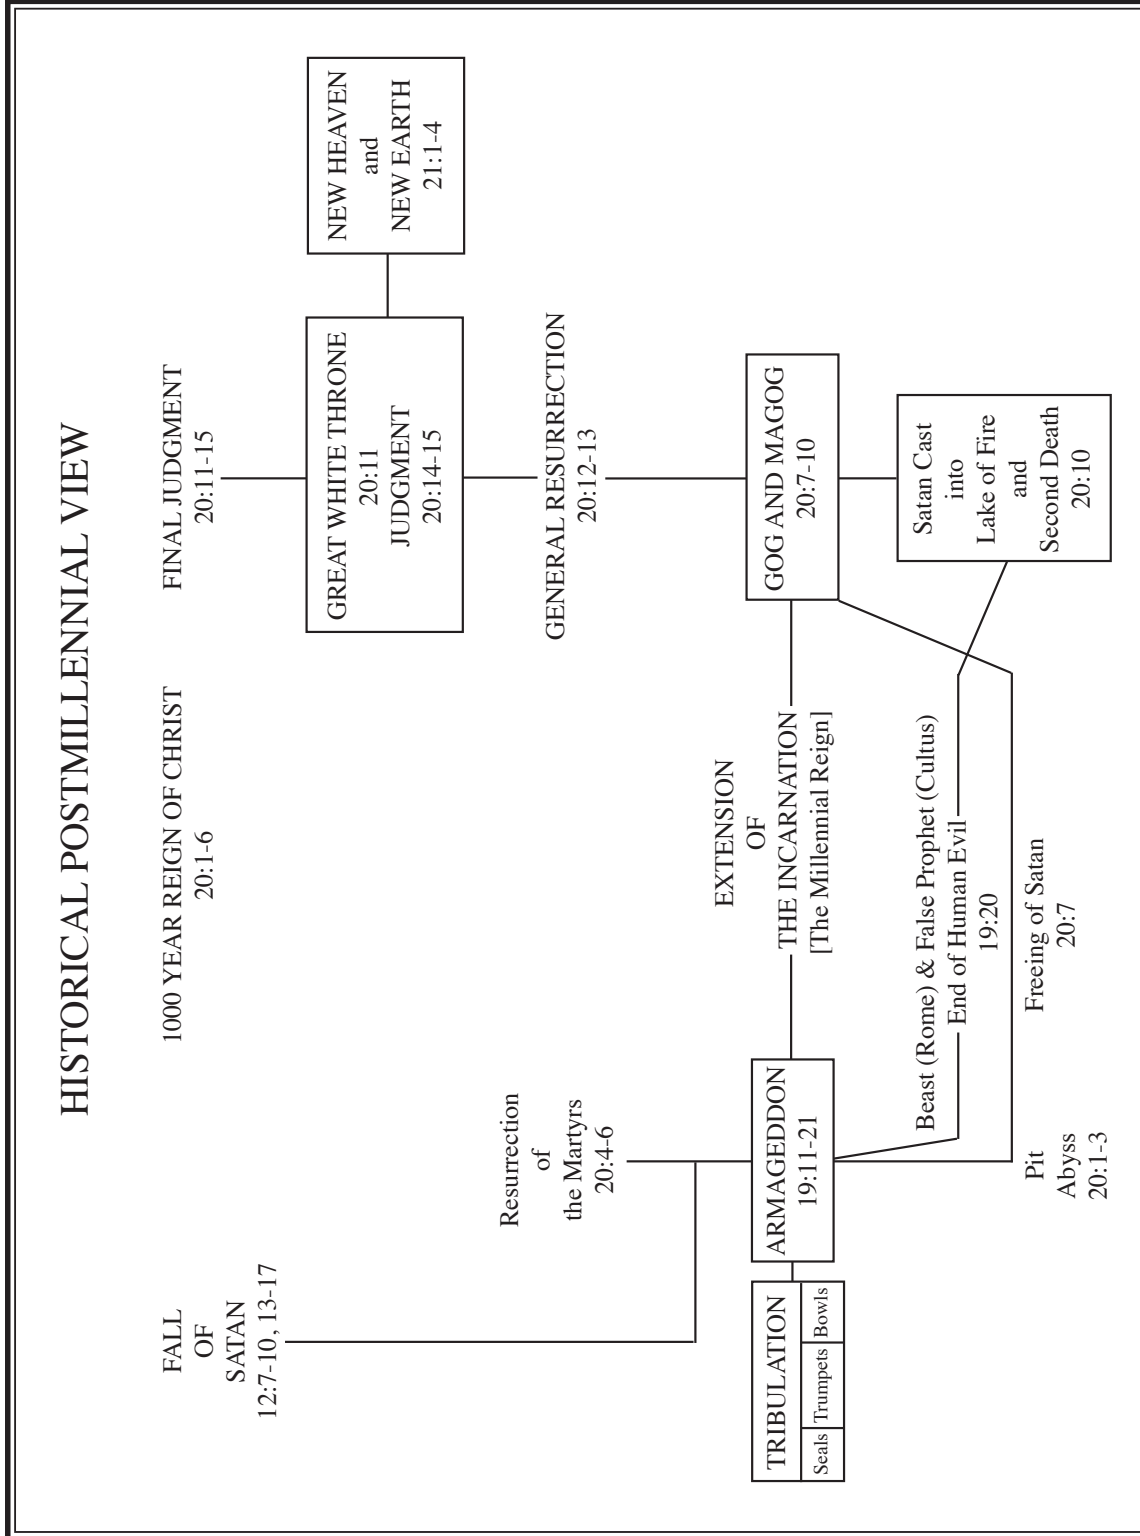 HISTORICAL POSTMILLENNIAL VIEW
FALL
OF
SATAN
12:7-10, 13-17
1000 YEAR REIGN OF CHRIST
20:1-6
FINAL JUDGMENT
20:11-15
GREAT WHITE THRONE
20:11
JUDGMENT
20:14-15
NEW HEAVEN
and
NEW EARTH
21:1-4
Resurrection
of
the Martyrs
20:4-6
GENERAL RESURRECTION
20:12-13
TRIBULATION
Seals
Trumpets
Bowls
ARMAGEDDON
19:11-21
EXTENSION
OF
THE INCARNATION
[The Millennial Reign]
GOG AND MAGOG
20:7-10
Beast (Rome) & False Prophet (Cultus)
End of Human Evil
19:20
Satan Cast
into
Lake of Fire
and
Second Death
20:10
Pit
Abyss
20:1-3
Freeing of Satan
20:7